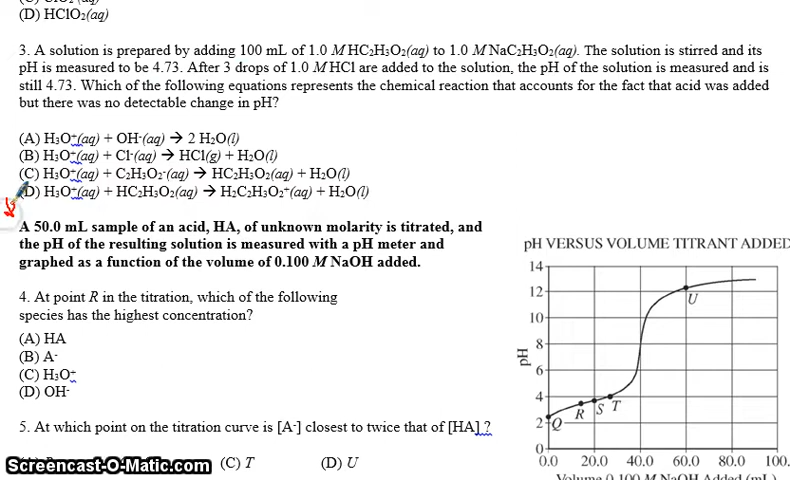 (D) HClO₂(aq)
3. A solution is prepared by adding 100 mL of 1.0 M HC₂H₃O₂(aq) to 1.0 M NaC₂H₃O₂(aq). The solution is stirred and its
pH is measured to be 4.73. After 3 drops of 1.0 M HCl are added to the solution, the pH of the solution is measured and is
still 4.73. Which of the following equations represents the chemical reaction that accounts for the fact that acid was added
but there was no detectable change in pH?
(A) H₃O⁺(aq) + OH⁻(aq) → 2 H₂O(l)
(B) H₃O⁺(aq) + Cl⁻(aq) → HCl(g) + H₂O(l)
(C) H₃O⁺(aq) + C₂H₃O₂⁻(aq) → HC₂H₃O₂(aq) + H₂O(l)
(D) H₃O⁺(aq) + HC₂H₃O₂(aq) → H₂C₂H₃O₂⁺(aq) + H₂O(l)
A 50.0 mL sample of an acid, HA, of unknown molarity is titrated, and
the pH of the resulting solution is measured with a pH meter and
graphed as a function of the volume of 0.100 M NaOH added.
4. At point R in the titration, which of the following
species has the highest concentration?
(A) HA
(B) A⁻
(C) H₃O⁺
(D) OH⁻
5. At which point on the titration curve is [A⁻] closest to twice that of [HA] ?
(C) T (D) U
pH VERSUS VOLUME TITRANT ADDED
14
12
10
8
6
4
2
0
pH
Q R S T U
0.0 20.0 40.0 60.0 80.0 100.
Volume 0.100 M NaOH Added (mL)
Screencast-O-Matic.com